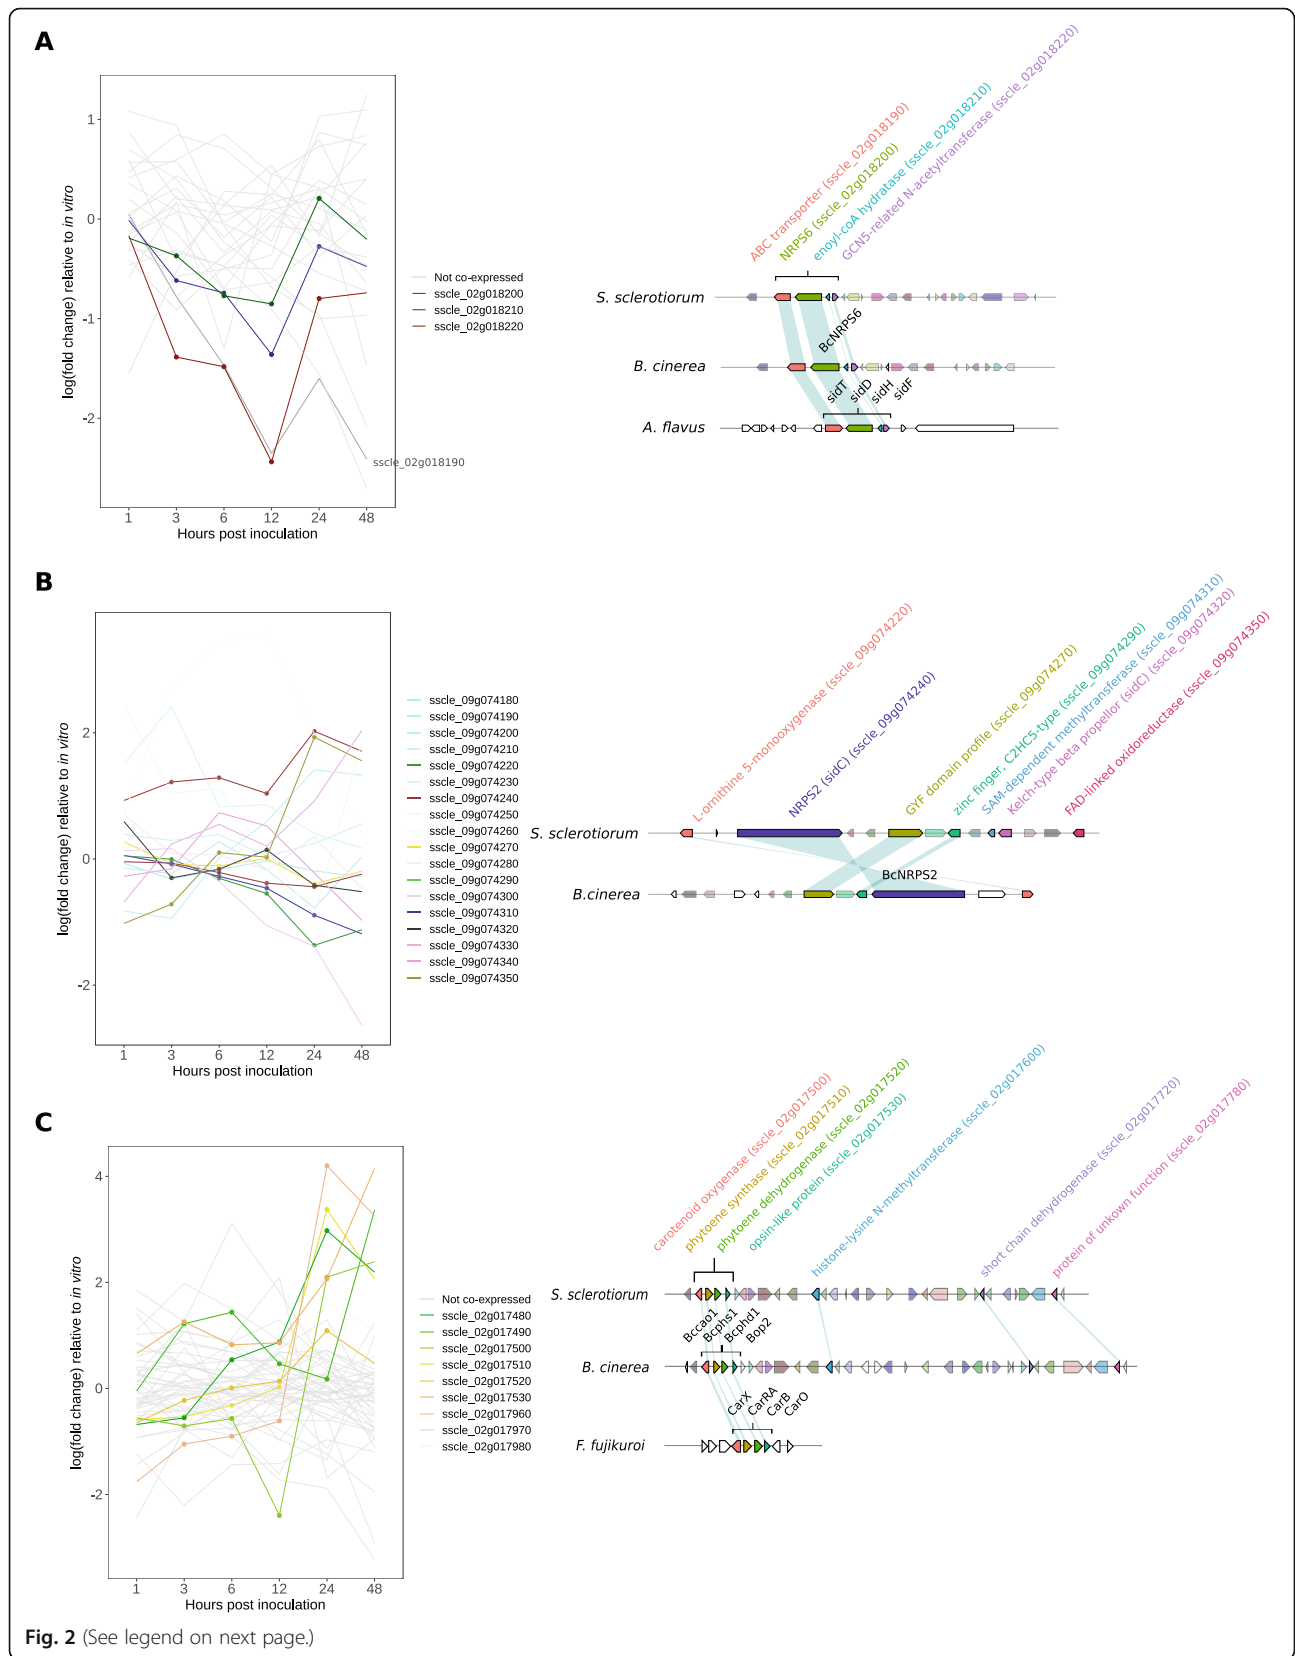 A
log(fold change) relative to in vitro
1
0
-1
-2
1 3 6 12 24 48
Hours post inoculation
sscle_02g018190
Not co-expressed
sscle_02g018200
sscle_02g018210
sscle_02g018220
ABC transporter (sscle_02g018190)
NRPS6 (sscle_02g018200)
enoyl-coA hydratase (sscle_02g018210)
GCN5-related N-acetyltransferase (sscle_02g018220)
S. sclerotiorum
BcNRPS6
B. cinerea
sidT
sidD
sidH
sidF
A. flavus
B
log(fold change) relative to in vitro
2
0
-2
1 3 6 12 24 48
Hours post inoculation
sscle_09g074180
sscle_09g074190
sscle_09g074200
sscle_09g074210
sscle_09g074220
sscle_09g074230
sscle_09g074240
sscle_09g074250
sscle_09g074260
sscle_09g074270
sscle_09g074280
sscle_09g074290
sscle_09g074300
sscle_09g074310
sscle_09g074320
sscle_09g074330
sscle_09g074340
sscle_09g074350
L-ornithine 5-monooxygenase (sscle_09g074220)
NRPS2 (sidC) (sscle_09g074240)
GYF domain profile (sscle_09g074270)
zinc finger, C2HC5-type (sscle_09g074290)
SAM-dependent methyltransferase (sscle_09g074310)
Kelch-type beta propellor (sidC) (sscle_09g074320)
FAD-linked oxidoreductase (sscle_09g074350)
S. sclerotiorum
BcNRPS2
B.cinerea
C
log(fold change) relative to in vitro
4
2
0
-2
1 3 6 12 24 48
Hours post inoculation
Not co-expressed
sscle_02g017480
sscle_02g017490
sscle_02g017500
sscle_02g017510
sscle_02g017520
sscle_02g017530
sscle_02g017960
sscle_02g017970
sscle_02g017980
carotenoid oxygenase (sscle_02g017500)
phytoene synthase (sscle_02g017510)
phytoene dehydrogenase (sscle_02g017520)
opsin-like protein (sscle_02g017530)
histone-lysine N-methyltransferase (sscle_02g017600)
short chain dehydrogenase (sscle_02g017720)
protein of unkown function (sscle_02g017780)
S. sclerotiorum
Bccao1
Bcphs1
Bcphd1
Bop2
B. cinerea
CarX
CarRA
CarB
CarO
F. fujikuroi
Fig. 2 (See legend on next page.)